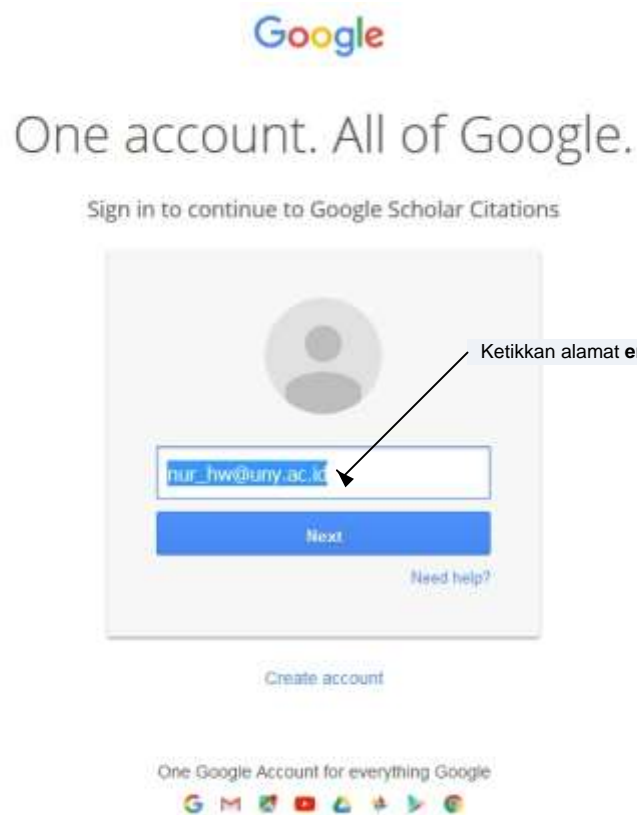 Google
One account. All of Google.
Sign in to continue to Google Scholar Citations
Ketikkan alamat
nur_hw@uny.ac.id
Next
Need help?
Create account
One Google Account for everything Google